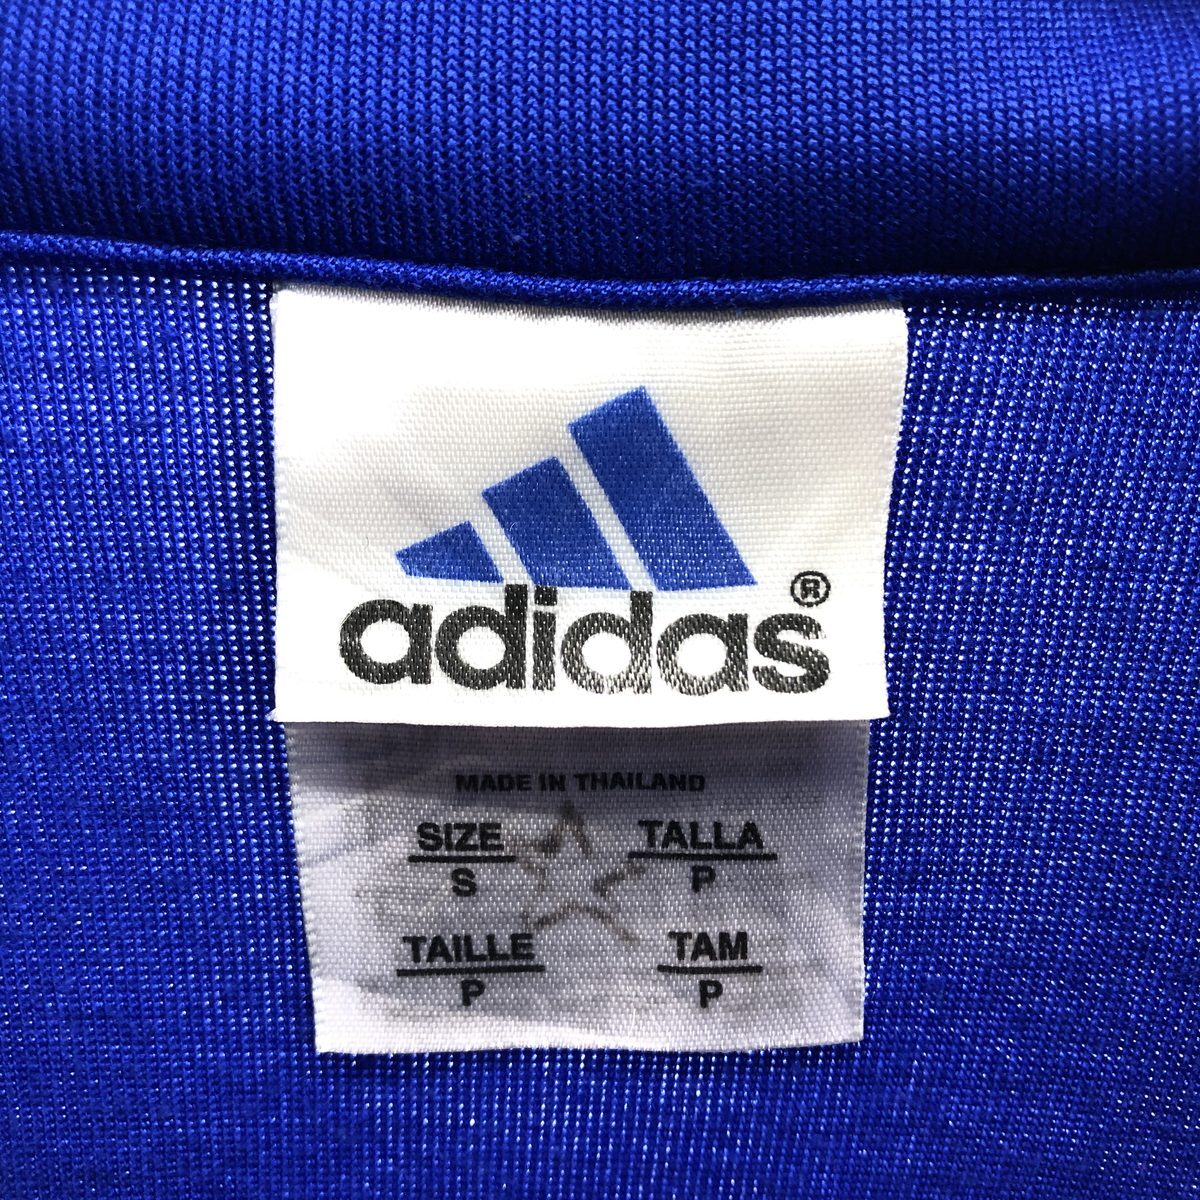 adidas®
MADE IN THAILAND
SIZE TALLA
S P
TAILLE TAM
P P